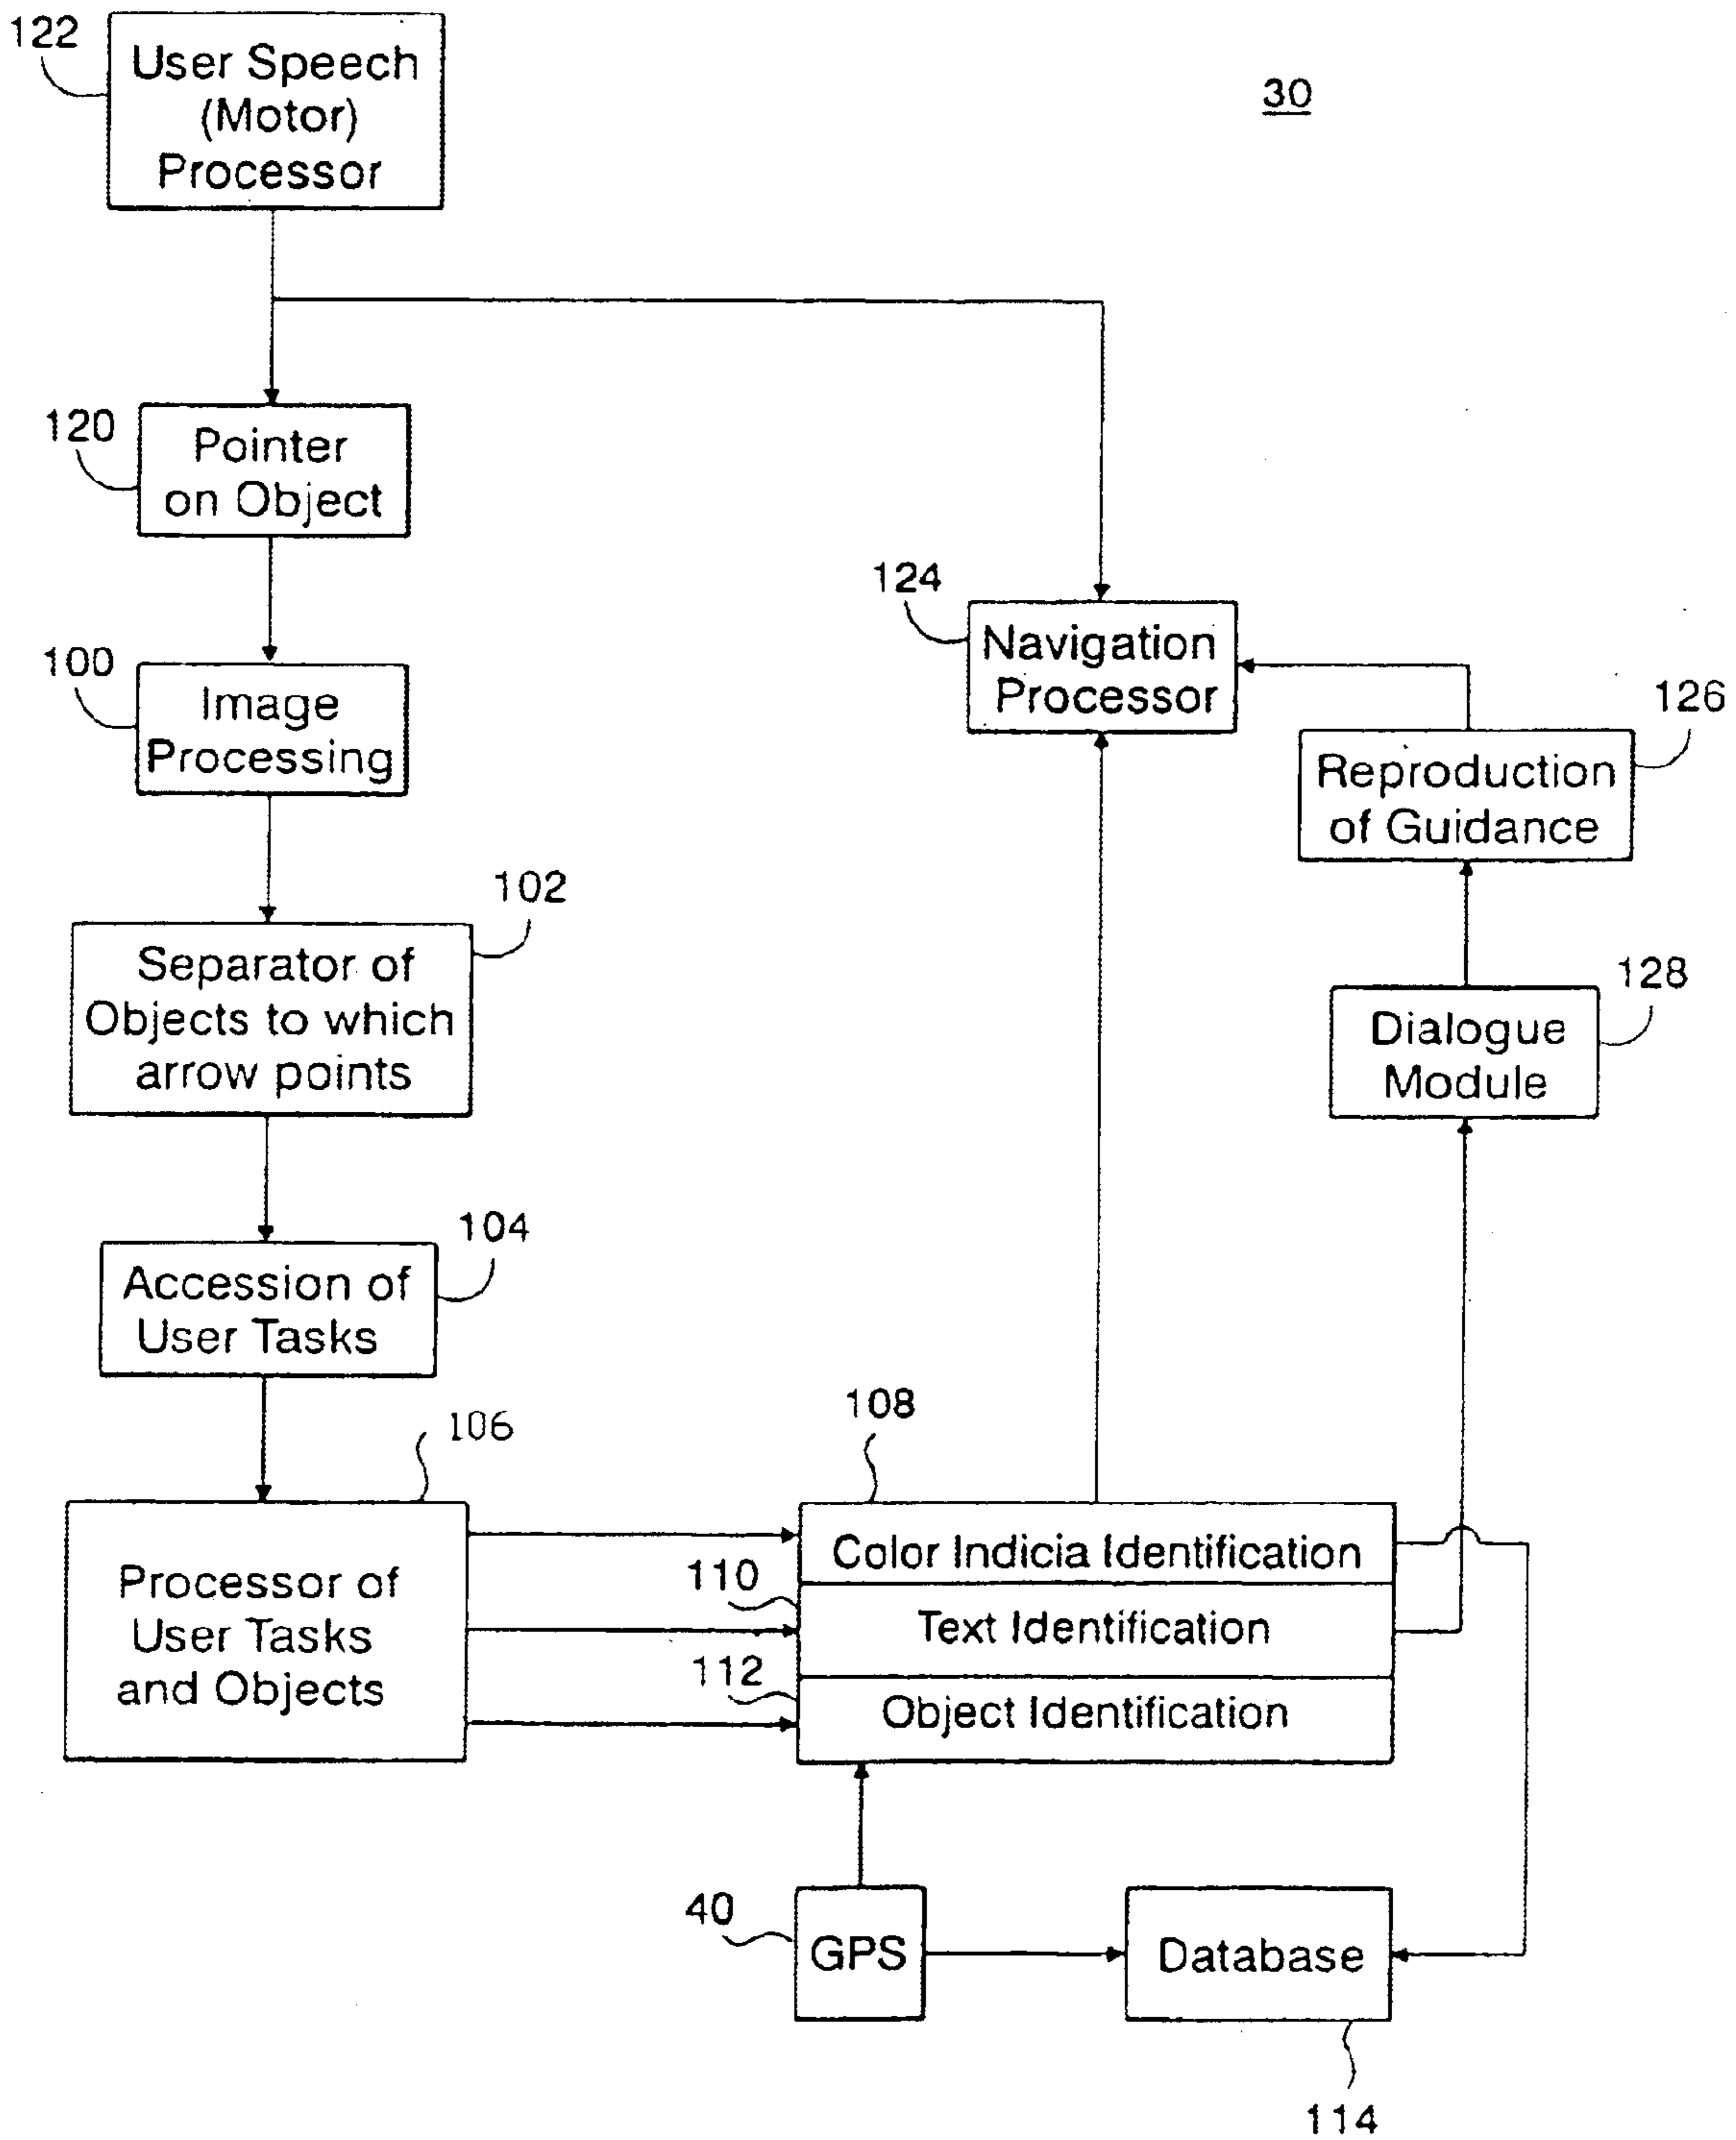 122
User Speech
(Motor)
Processor
30
120
Pointer
on Object
124
Navigation
Processor
100
Image
Processing
126
Reproduction
of Guidance
102
Separator of
Objects to which
arrow points
128
Dialogue
Module
104
Accession of
User Tasks
106
Processor of
User Tasks
and Objects
108
Color Indicia Identification
110
Text Identification
112
Object Identification
40
GPS
Database
114